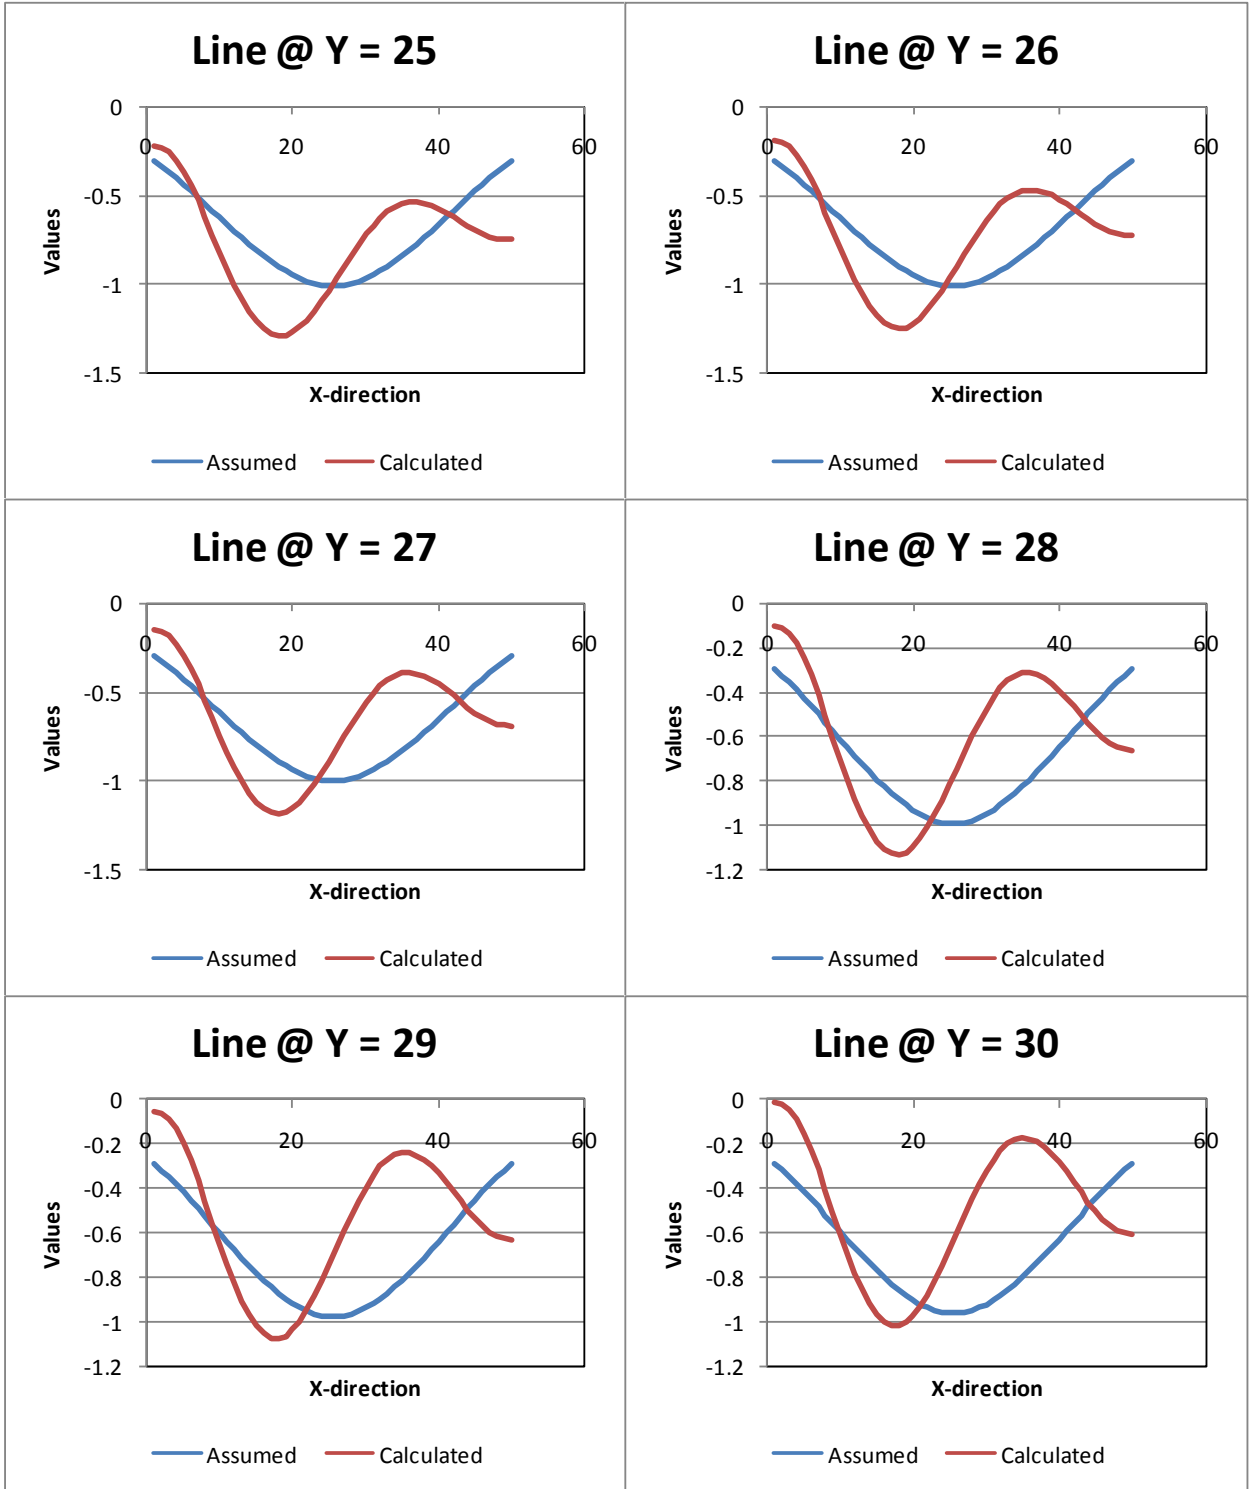 Line @ Y = 25
0
0 20 40 60
-0.5
-1
-1.5
Values
X-direction
Assumed Calculated
Line @ Y = 26
0
0 20 40 60
-0.5
-1
-1.5
Values
X-direction
Assumed Calculated
Line @ Y = 27
0
0 20 40 60
-0.5
-1
-1.5
Values
X-direction
Assumed Calculated
Line @ Y = 28
0
0 20 40 60
-0.2
-0.4
-0.6
-0.8
-1
-1.2
Values
X-direction
Assumed Calculated
Line @ Y = 29
0
0 20 40 60
-0.2
-0.4
-0.6
-0.8
-1
-1.2
Values
X-direction
Assumed Calculated
Line @ Y = 30
0
0 20 40 60
-0.2
-0.4
-0.6
-0.8
-1
-1.2
Values
X-direction
Assumed Calculated